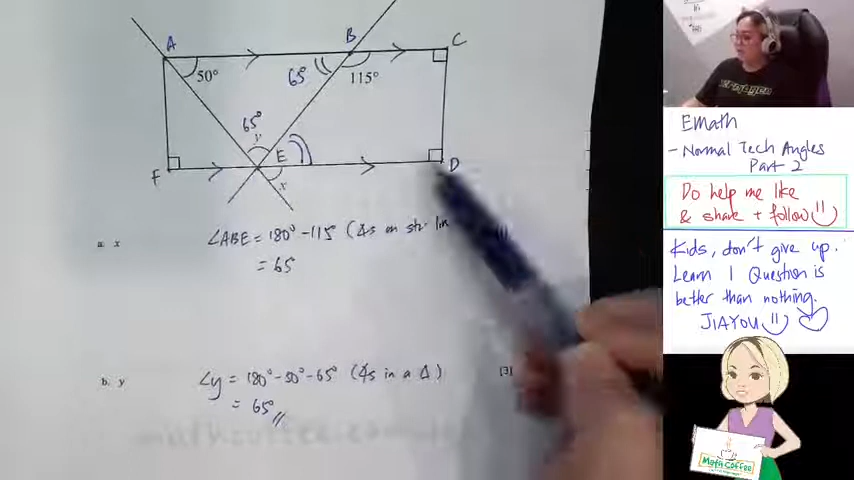 A
B
C
50°
65°
115°
65°
y
E
F
D
x
a. x
∠ABE = 180° - 115° (∠s on str. lin
= 65°
b. y
∠y = 180° - 50° - 65° (∠s in a Δ)
= 65°
[3]
EMath
- Normal Tech Angles
Part 2
Do help me like
& share + follow
Kids, don't give up.
Learn 1 Question is
better than nothing.
JIAYOU
Math Coffee